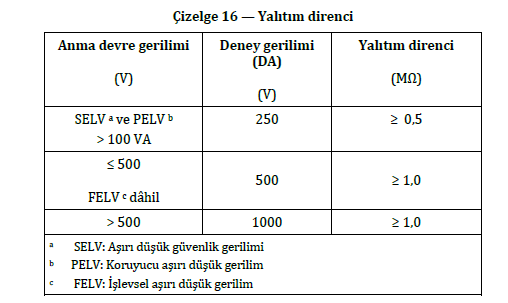 Çizelge 16 — Yalıtım direnci
Anma devre gerilimi
(V)
Deney gerilimi
(DA)
(V)
Yalıtım direnci
(MΩ)
SELV ᵃ ve PELV ᵇ
> 100 VA
250
≥ 0,5
≤ 500
FELV ᶜ dâhil
500
≥ 1,0
> 500
1000
≥ 1,0
ᵃ SELV: Aşırı düşük güvenlik gerilimi
ᵇ PELV: Koruyucu aşırı düşük gerilim
ᶜ FELV: İşlevsel aşırı düşük gerilim